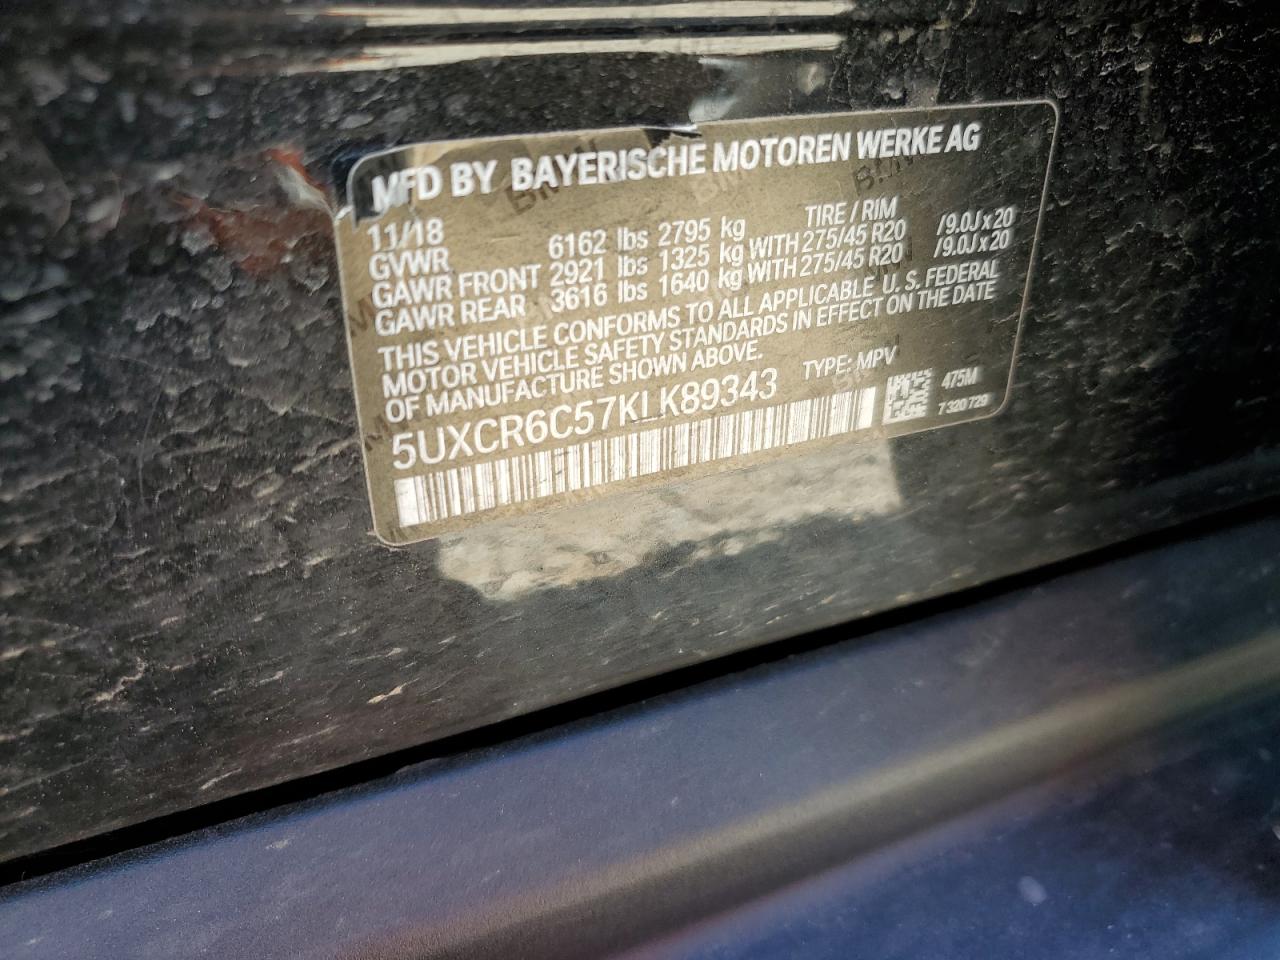 MFD BY BAYERISCHE MOTOREN WERKE AG
11/18 TIRE / RIM
GVWR 6162 lbs 2795 kg
GAWR FRONT 2921 lbs 1325 kg WITH 275/45 R20 /9.0J x 20
GAWR REAR 3616 lbs 1640 kg WITH 275/45 R20 /9.0J x 20
THIS VEHICLE CONFORMS TO ALL APPLICABLE U. S. FEDERAL
MOTOR VEHICLE SAFETY STANDARDS IN EFFECT ON THE DATE
OF MANUFACTURE SHOWN ABOVE.
5UXCR6C57KLK89343 TYPE: MPV
475M
7 320 729